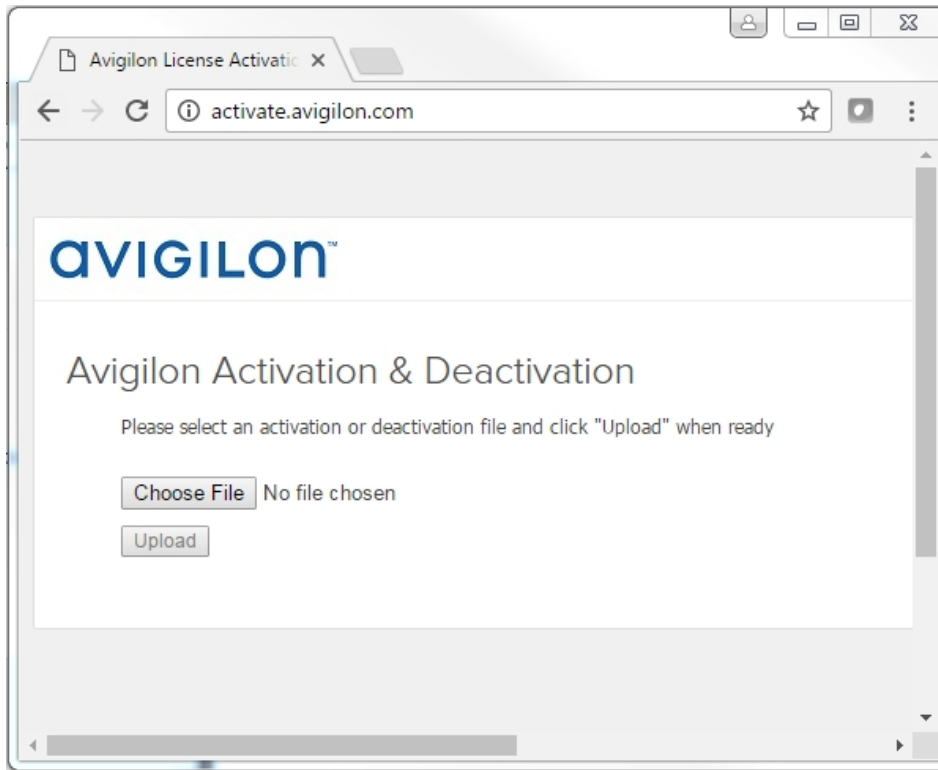 Avigilon License Activatic
activate.avigilon.com
avigilon™
Avigilon Activation & Deactivation
Please select an activation or deactivation file and click "Upload" when ready
Choose File No file chosen
Upload